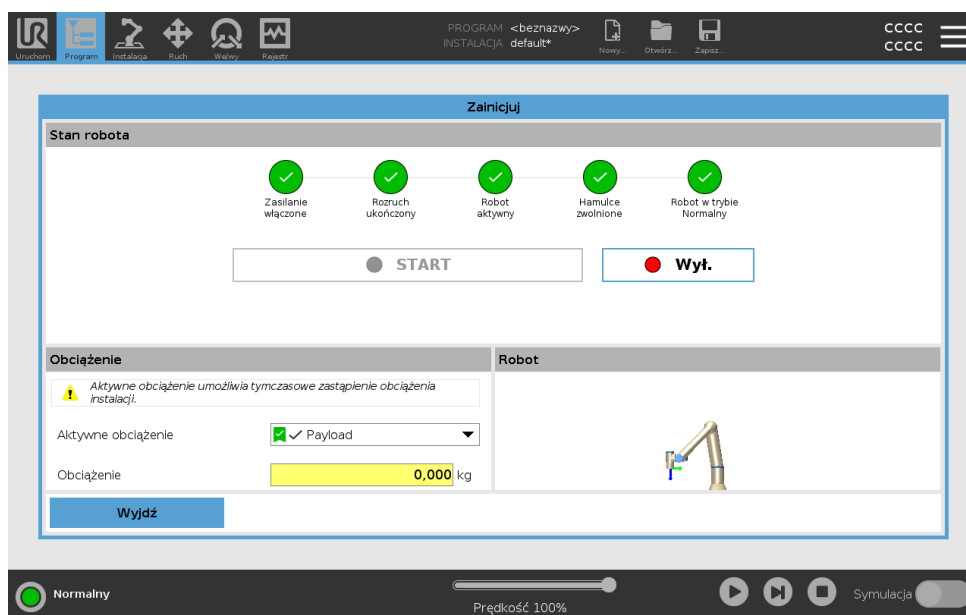 UR
PROGRAM <beznazwy>
INSTALACJA default*
CCCC
CCCC
Uruchom Program Instalacja Ruch We/wy Rejestr Nowy... Otwórz... Zapisz...
Zainicjuj
Stan robota
Zasilanie
włączone
Rozruch
ukończony
Robot
aktywny
Hamulce
zwolnione
Robot w trybie
Normalny
START
Wył.
Obciążenie
Robot
Aktywne obciążenie umożliwia tymczasowe zastąpienie obciążenia
instalacji.
Aktywne obciążenie Payload
Obciążenie 0,000 kg
Wyjdź
Normalny
Prędkość 100%
Symulacja